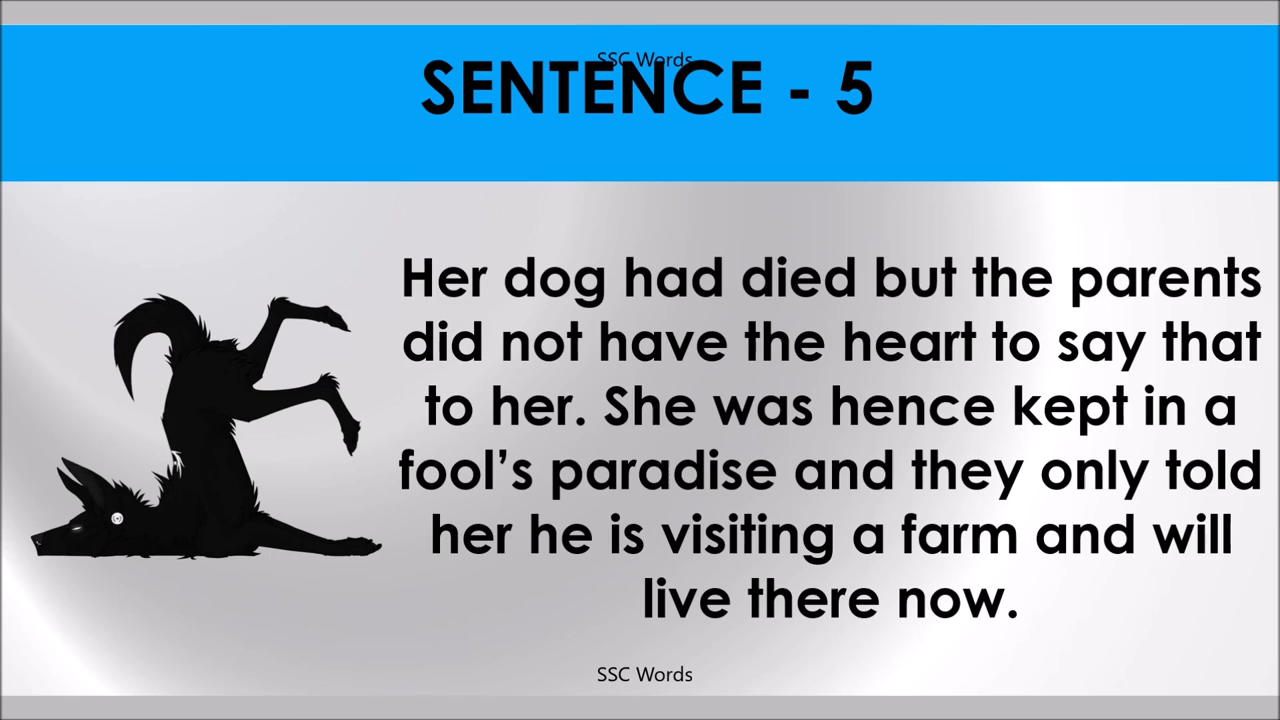 SSC Words
SENTENCE - 5
Her dog had died but the parents
did not have the heart to say that
to her. She was hence kept in a
fool’s paradise and they only told
her he is visiting a farm and will
live there now.
SSC Words